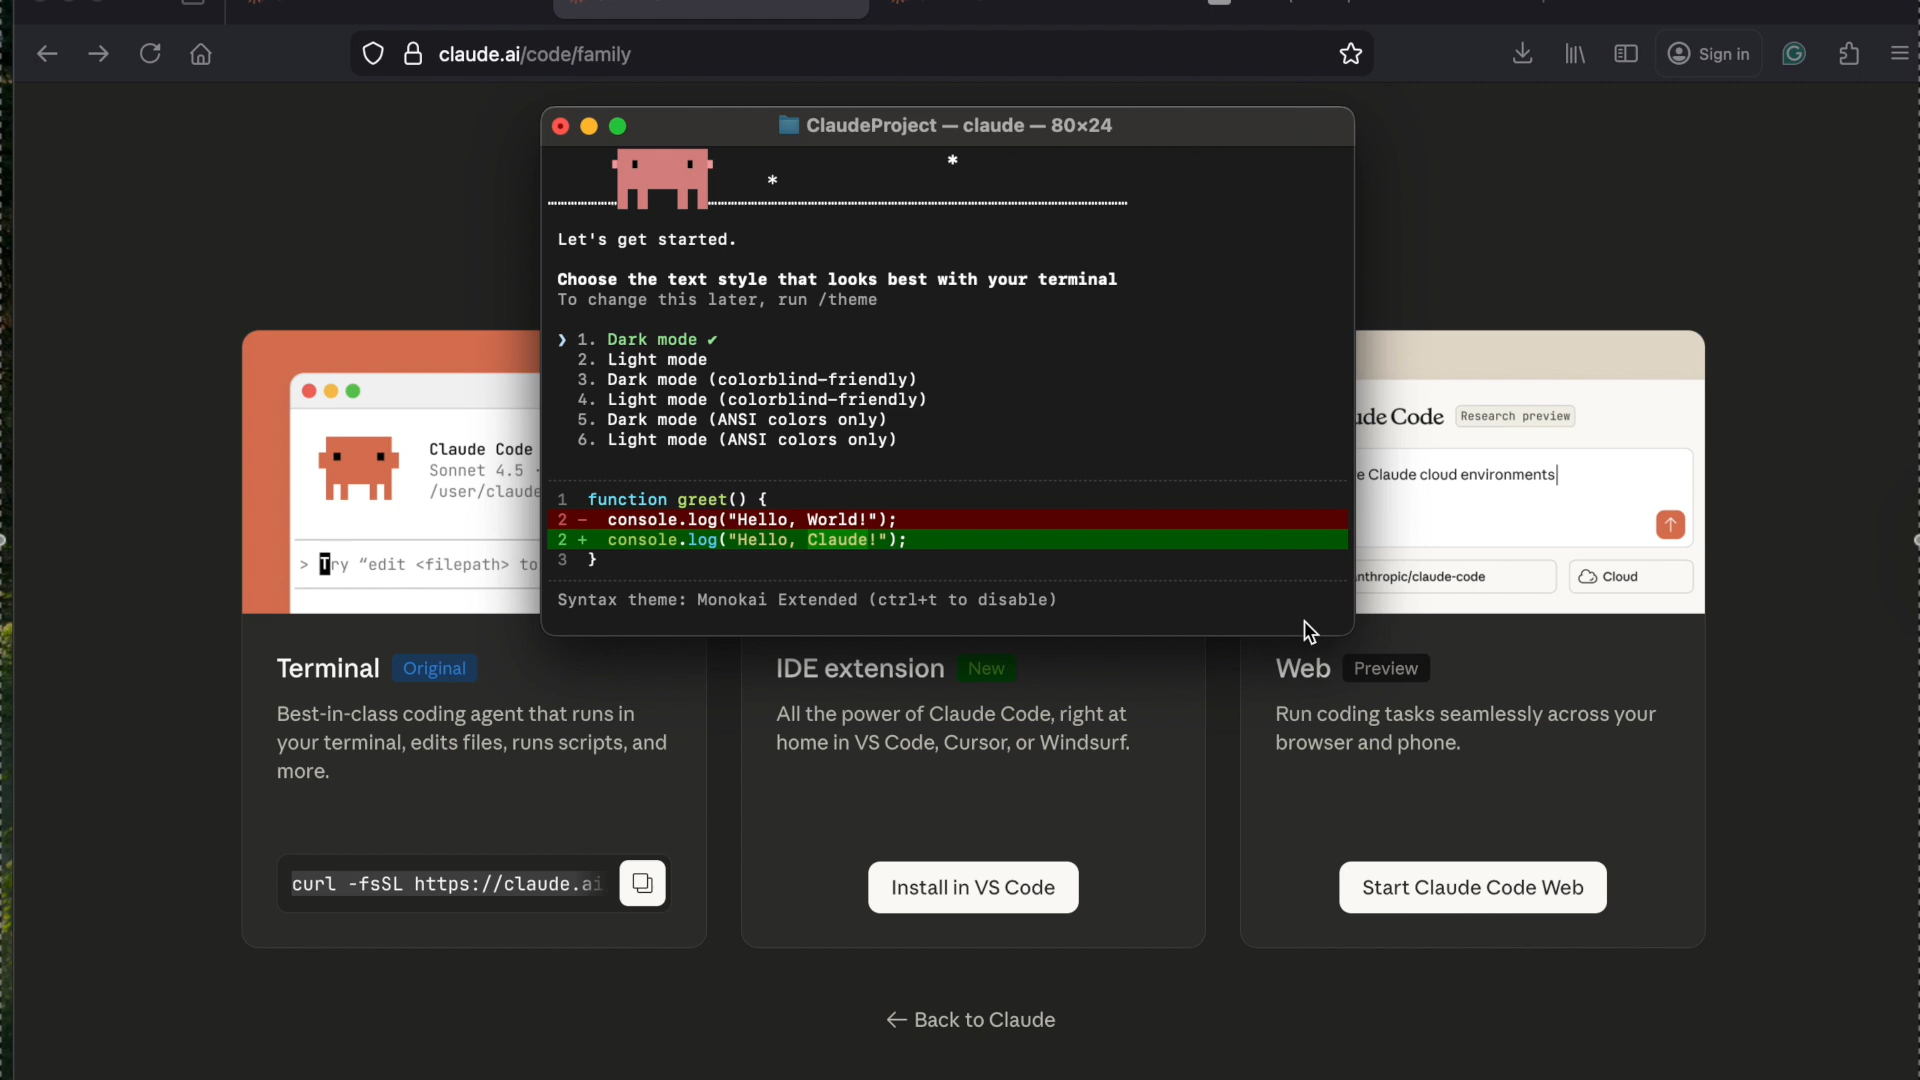 claude.ai/code/family
Sign in
ClaudeProject — claude — 80×24
*
*
Let's get started.
Choose the text style that looks best with your terminal
To change this later, run /theme
❯ 1. Dark mode ✔
2. Light mode
3. Dark mode (colorblind-friendly)
4. Light mode (colorblind-friendly)
5. Dark mode (ANSI colors only)
6. Light mode (ANSI colors only)
1 function greet() {
2 - console.log("Hello, World!");
2 + console.log("Hello, Claude!");
3 }
Syntax theme: Monokai Extended (ctrl+t to disable)
Claude Code
Sonnet 4.5 ·
/user/claude
> Try “edit <filepath> to
Terminal Original
Best-in-class coding agent that runs in
your terminal, edits files, runs scripts, and
more.
curl -fsSL https://claude.ai
IDE extension New
All the power of Claude Code, right at
home in VS Code, Cursor, or Windsurf.
Install in VS Code
ude Code Research preview
e Claude cloud environments
nthropic/claude-code
Cloud
Web Preview
Run coding tasks seamlessly across your
browser and phone.
Start Claude Code Web
← Back to Claude